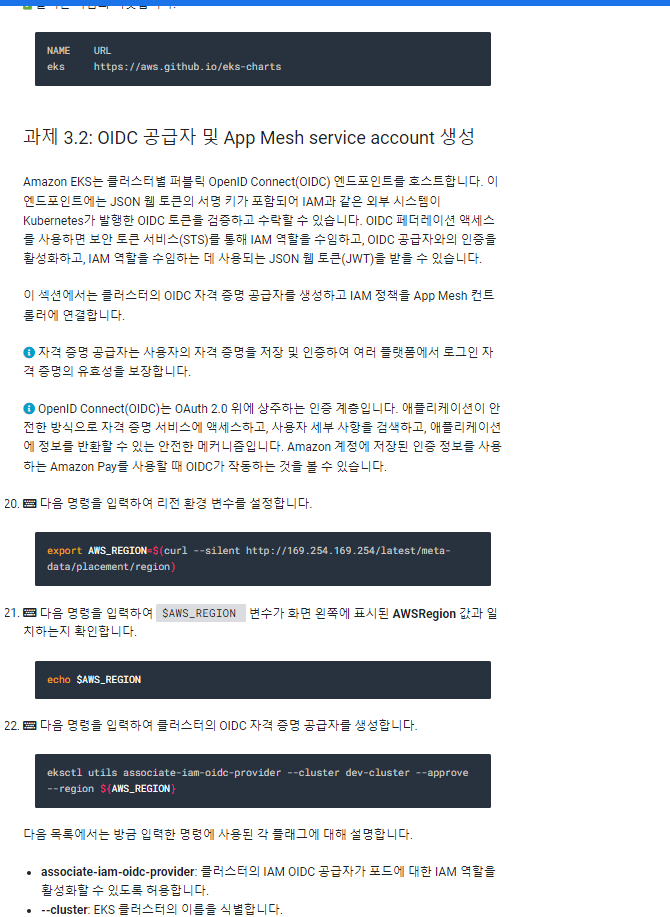 NAME URL
eks https://aws.github.io/eks-charts
과제 3.2: OIDC 공급자 및 App Mesh service account 생성
Amazon EKS는 클러스터별 퍼블릭 OpenID Connect(OIDC) 엔드포인트를 호스트합니다. 이
엔드포인트에는 JSON 웹 토큰의 서명 키가 포함되어 IAM과 같은 외부 시스템이
Kubernetes가 발행한 OIDC 토큰을 검증하고 수락할 수 있습니다. OIDC 페더레이션 액세스
를 사용하면 보안 토큰 서비스(STS)를 통해 IAM 역할을 수임하고, OIDC 공급자와의 인증을
활성화하고, IAM 역할을 수임하는 데 사용되는 JSON 웹 토큰(JWT)을 받을 수 있습니다.
이 섹션에서는 클러스터의 OIDC 자격 증명 공급자를 생성하고 IAM 정책을 App Mesh 컨트
롤러에 연결합니다.
자격 증명 공급자는 사용자의 자격 증명을 저장 및 인증하여 여러 플랫폼에서 로그인 자
격 증명의 유효성을 보장합니다.
OpenID Connect(OIDC)는 OAuth 2.0 위에 상주하는 인증 계층입니다. 애플리케이션이 안
전한 방식으로 자격 증명 서비스에 액세스하고, 사용자 세부 사항을 검색하고, 애플리케이션
에 정보를 반환할 수 있는 안전한 메커니즘입니다. Amazon 계정에 저장된 인증 정보를 사용
하는 Amazon Pay를 사용할 때 OIDC가 작동하는 것을 볼 수 있습니다.
20. 다음 명령을 입력하여 리전 환경 변수를 설정합니다.
export AWS_REGION=$(curl --silent http://169.254.169.254/latest/meta-
data/placement/region)
21. 다음 명령을 입력하여 $AWS_REGION 변수가 화면 왼쪽에 표시된 AWSRegion 값과 일
치하는지 확인합니다.
echo $AWS_REGION
22. 다음 명령을 입력하여 클러스터의 OIDC 자격 증명 공급자를 생성합니다.
eksctl utils associate-iam-oidc-provider --cluster dev-cluster --approve
--region ${AWS_REGION}
다음 목록에서는 방금 입력한 명령에 사용된 각 플래그에 대해 설명합니다.
• associate-iam-oidc-provider: 클러스터의 IAM OIDC 공급자가 포드에 대한 IAM 역할을
활성화할 수 있도록 허용합니다.
• --cluster: EKS 클러스터의 이름을 식별합니다.